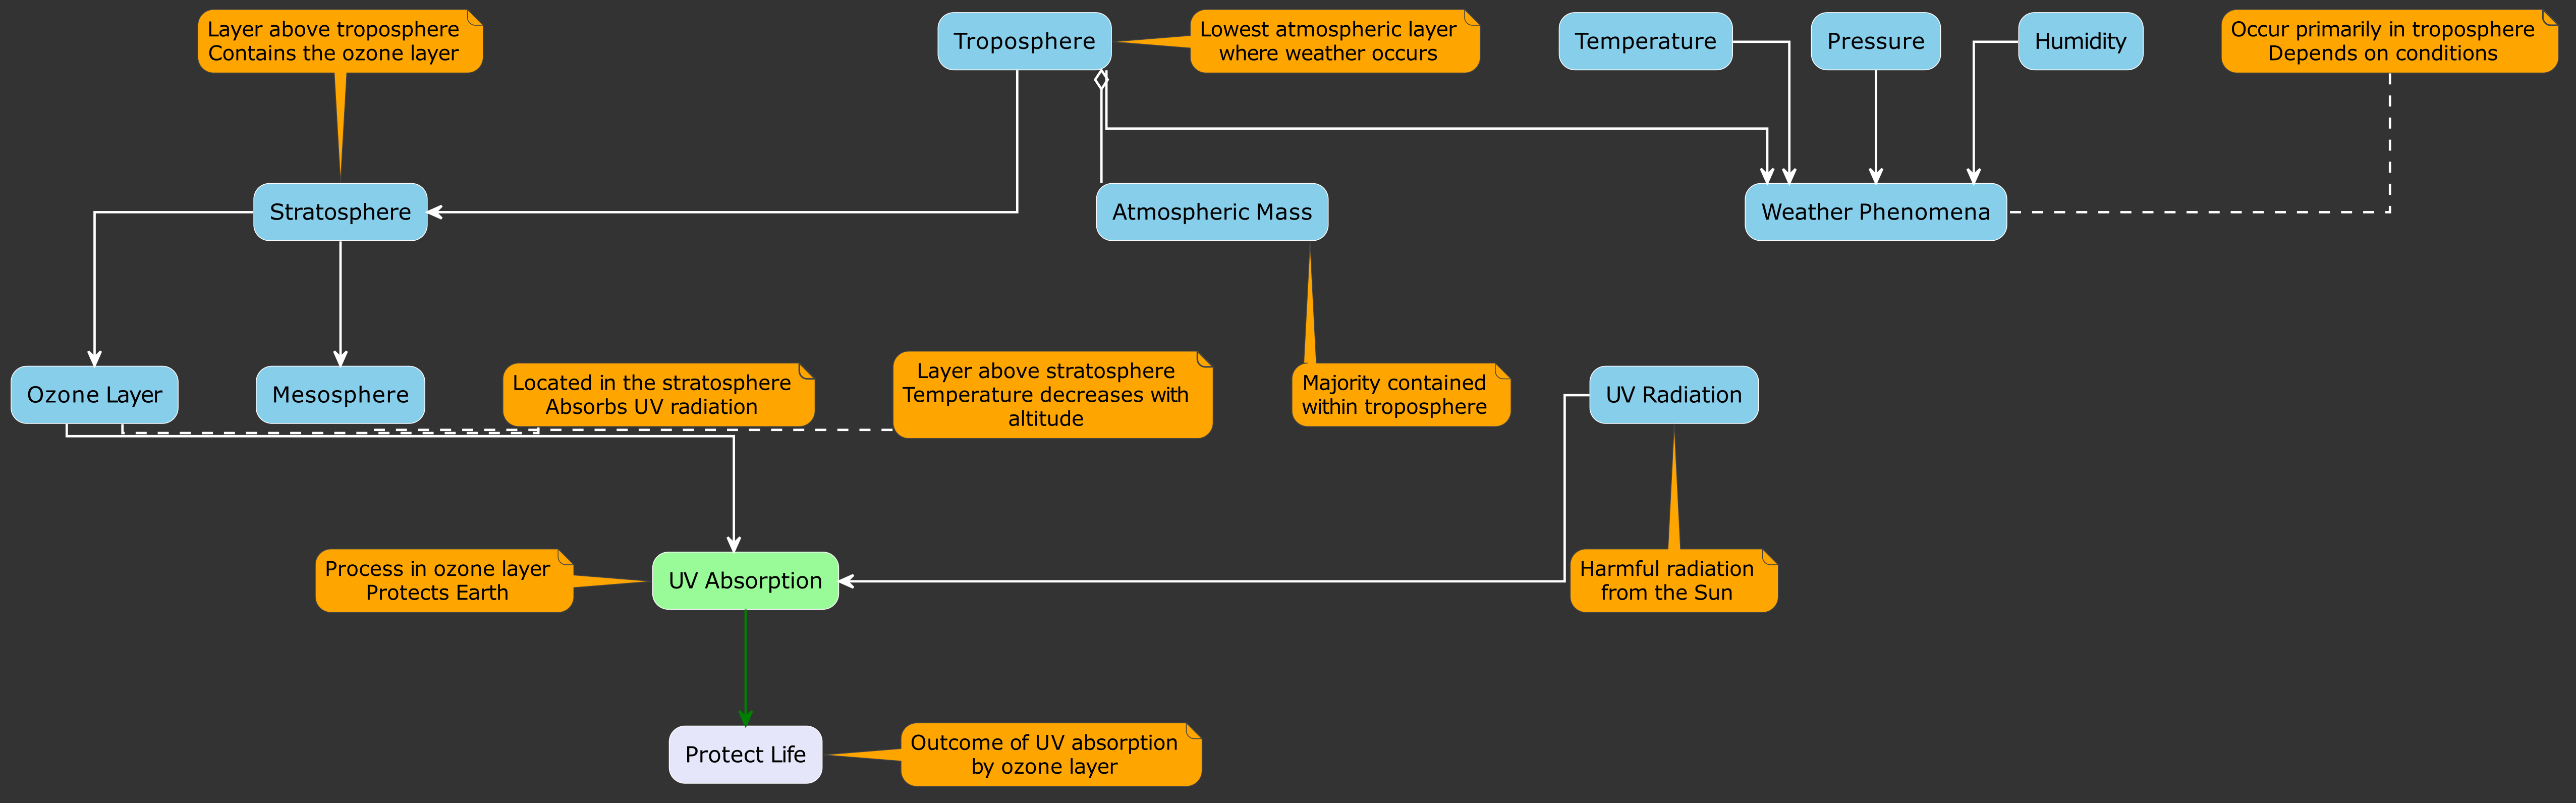 Layer above troposphere
Contains the ozone layer
Troposphere
Lowest atmospheric layer
where weather occurs
Temperature
Pressure
Humidity
Occur primarily in troposphere
Depends on conditions
Stratosphere
Atmospheric Mass
Weather Phenomena
Ozone Layer
Mesosphere
Located in the stratosphere
Absorbs UV radiation
Layer above stratosphere
Temperature decreases with
altitude
Majority contained
within troposphere
UV Radiation
Process in ozone layer
Protects Earth
UV Absorption
Harmful radiation
from the Sun
Protect Life
Outcome of UV absorption
by ozone layer